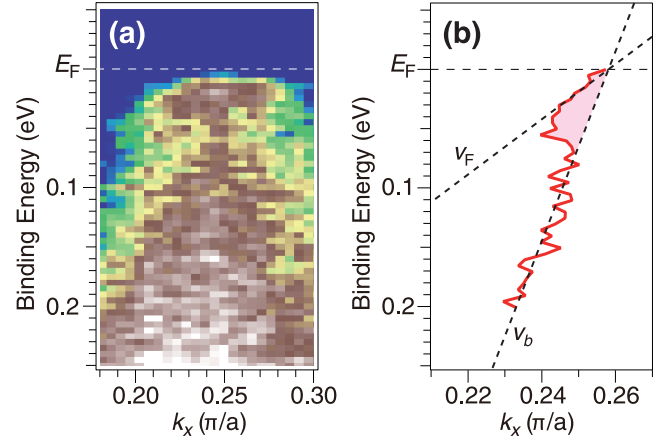 (a)
E_F
0.1
0.2
Binding Energy (eV)
0.20
0.25
0.30
k_x (π/a)
(b)
E_F
0.1
0.2
Binding Energy (eV)
v_F
v_b
0.22
0.24
0.26
k_x (π/a)